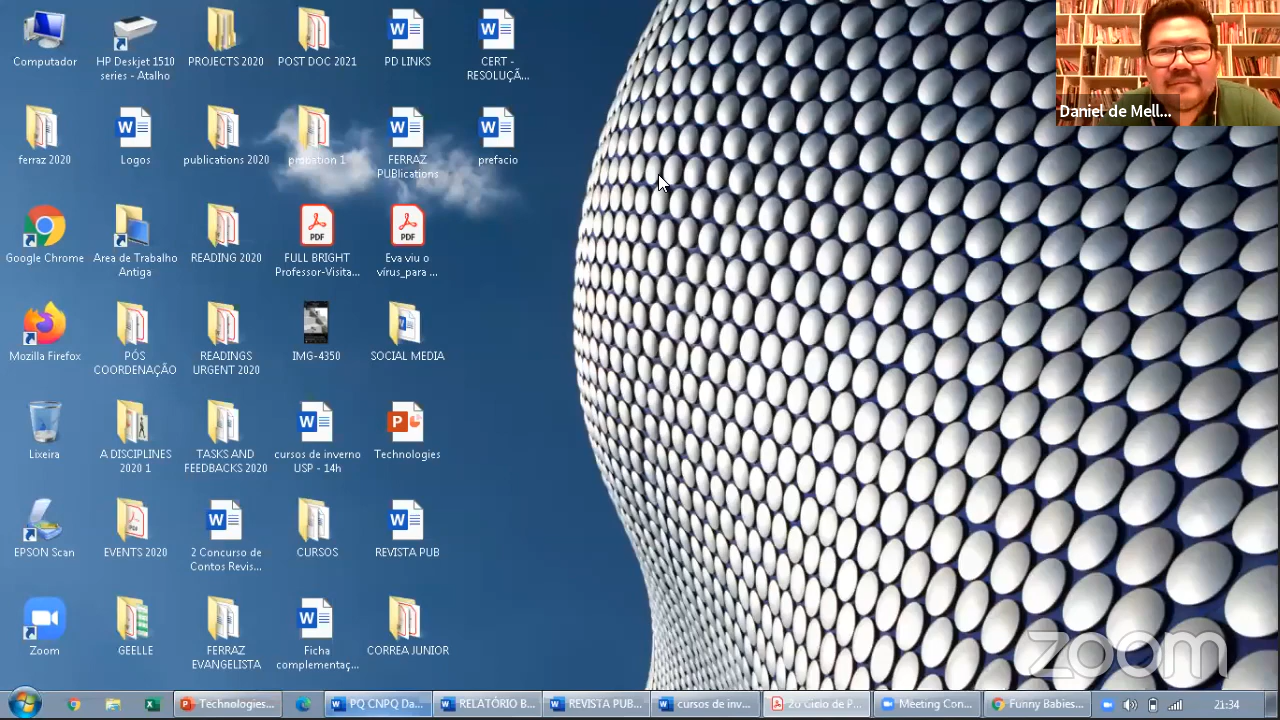 Computador
HP Deskjet 1510
series - Atalho
PROJECTS 2020
POST DOC 2021
PD LINKS
CERT -
RESOLUÇÃ...
Daniel de Mell...
ferraz 2020
Logos
publications 2020
probation 1
FERRAZ
PUBlications
prefacio
Google Chrome
Area de Trabalho
Antiga
READING 2020
PDF
FULL BRIGHT
Professor-Visita...
PDF
Eva viu o
vírus_para ...
Mozilla Firefox
PÓS
COORDENAÇÃO
READINGS
URGENT 2020
IMG-4350
SOCIAL MEDIA
Lixeira
A DISCIPLINES
2020 1
TASKS AND
FEEDBACKS 2020
cursos de inverno
USP - 14h
Technologies
EPSON Scan
EVENTS 2020
2 Concurso de
Contos Revis...
CURSOS
REVISTA PUB
Zoom
GEELLE
FERRAZ
EVANGELISTA
Ficha
complementaç...
CORREA JUNIOR
zoom
Technologies...
PQ CNPQ Da...
RELATÓRIO B...
REVISTA PUB...
cursos de inv...
2o Ciclo de P...
Meeting Con...
Funny Babies...
21:34